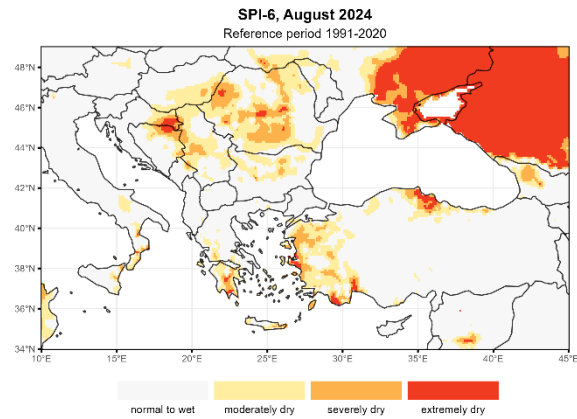 SPI-6, August 2024
Reference period 1991-2020
48°N
46°N
44°N
42°N
40°N
38°N
36°N
34°N
10°E 15°E 20°E 25°E 30°E 35°E 40°E 45°E
normal to wet moderately dry severely dry extremely dry